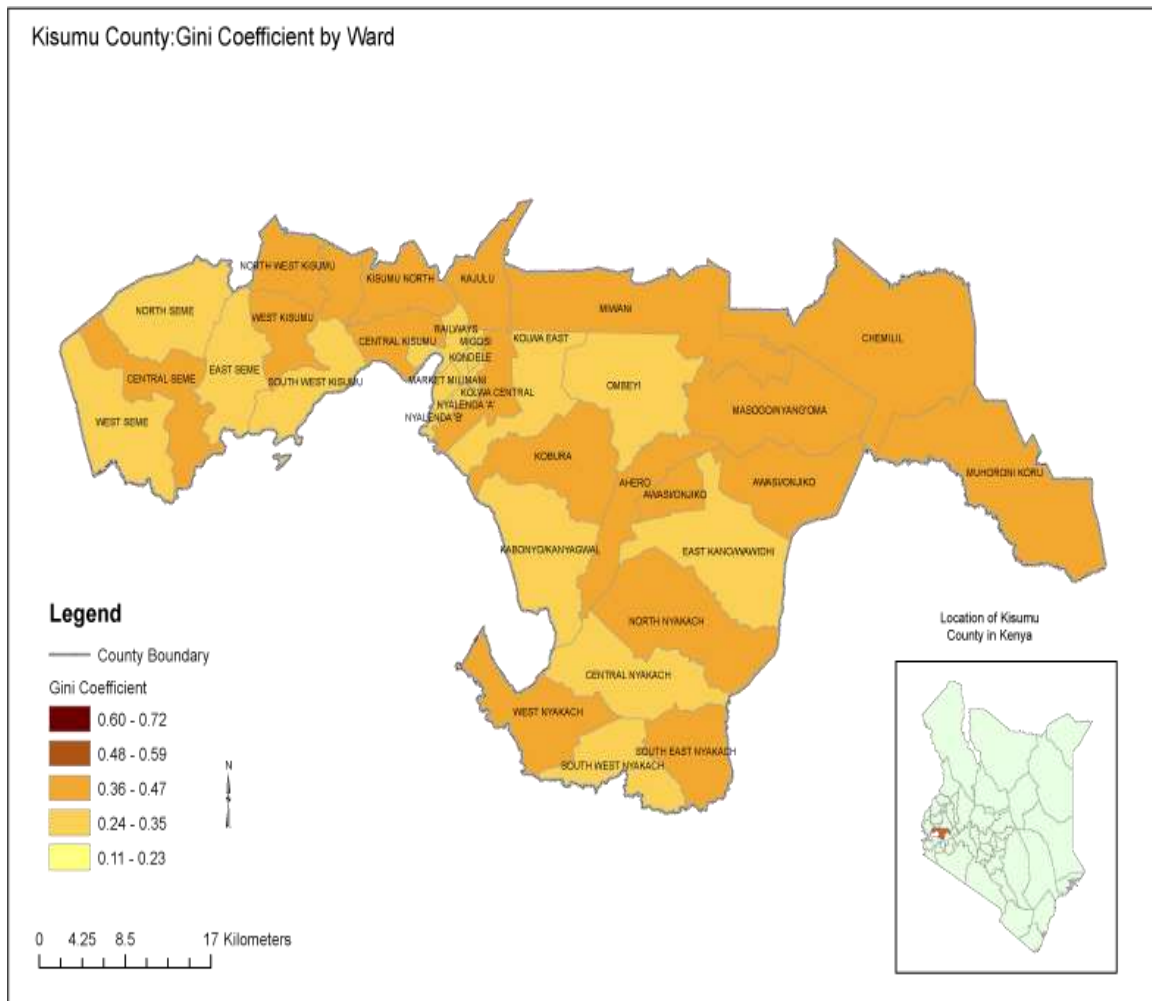 Kisumu County:Gini Coefficient by Ward
NORTH WEST KISUMU
KISUMU NORTH
KAJULU
NORTH SEME
WEST KISUMU
MIWANI
CHEMILIL
RAILWAYS
CENTRAL KISUMU
MIGOSI
KOLWA EAST
KONDELE
EAST SEME
CENTRAL SEME
SOUTH WEST KISUMU
MARKET MILIMANI
OMBEYI
KOLWA CENTRAL
NYALENDA 'A'
MASOGO/NYANG'OMA
WEST SEME
NYALENDA 'B'
KOBURA
MUHORONI KORU
AHERO
AWASI/ONJIKO
AWASI/ONJIKO
KABONYO/KANYAGWAL
EAST KANO/WAWIDHI
NORTH NYAKACH
CENTRAL NYAKACH
WEST NYAKACH
SOUTH EAST NYAKACH
SOUTH WEST NYAKACH
Legend
County Boundary
Gini Coefficient
0.60 - 0.72
0.48 - 0.59
0.36 - 0.47
0.24 - 0.35
0.11 - 0.23
N
0 4.25 8.5 17 Kilometers
Location of Kisumu
County in Kenya